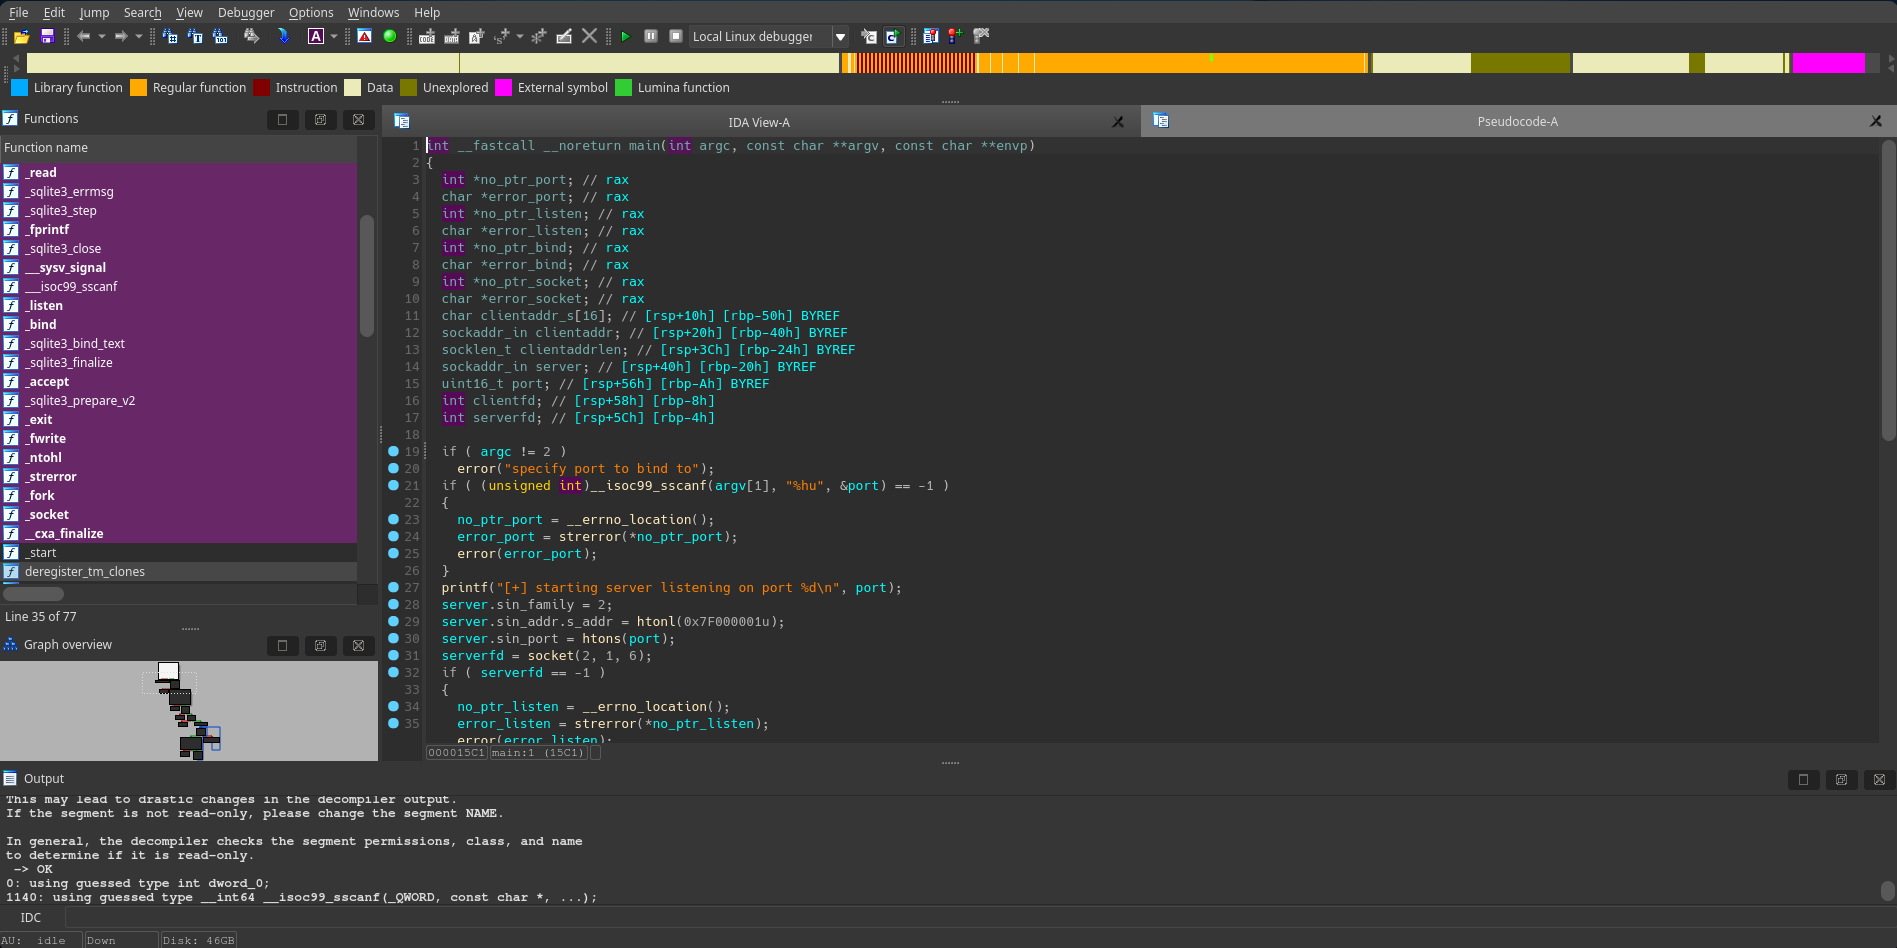 File Edit Jump Search View Debugger Options Windows Help
Local Linux debugger
Library function Regular function Instruction Data Unexplored External symbol Lumina function
Functions
Function name
_read
_sqlite3_errmsg
_sqlite3_step
_fprintf
_sqlite3_close
___sysv_signal
___isoc99_sscanf
_listen
_bind
_sqlite3_bind_text
_sqlite3_finalize
_accept
_sqlite3_prepare_v2
_exit
_fwrite
_ntohl
_strerror
_fork
_socket
__cxa_finalize
_start
deregister_tm_clones
Line 35 of 77
Graph overview
IDA View-A
Pseudocode-A
1 int __fastcall __noreturn main(int argc, const char **argv, const char **envp)
2 {
3 int *no_ptr_port; // rax
4 char *error_port; // rax
5 int *no_ptr_listen; // rax
6 char *error_listen; // rax
7 int *no_ptr_bind; // rax
8 char *error_bind; // rax
9 int *no_ptr_socket; // rax
10 char *error_socket; // rax
11 char clientaddr_s[16]; // [rsp+10h] [rbp-50h] BYREF
12 sockaddr_in clientaddr; // [rsp+20h] [rbp-40h] BYREF
13 socklen_t clientaddrlen; // [rsp+3Ch] [rbp-24h] BYREF
14 sockaddr_in server; // [rsp+40h] [rbp-20h] BYREF
15 uint16_t port; // [rsp+56h] [rbp-Ah] BYREF
16 int clientfd; // [rsp+58h] [rbp-8h]
17 int serverfd; // [rsp+5Ch] [rbp-4h]
18
19 if ( argc != 2 )
20 error("specify port to bind to");
21 if ( (unsigned int)__isoc99_sscanf(argv[1], "%hu", &port) == -1 )
22 {
23 no_ptr_port = __errno_location();
24 error_port = strerror(*no_ptr_port);
25 error(error_port);
26 }
27 printf("[+] starting server listening on port %d\n", port);
28 server.sin_family = 2;
29 server.sin_addr.s_addr = htonl(0x7F000001u);
30 server.sin_port = htons(port);
31 serverfd = socket(2, 1, 6);
32 if ( serverfd == -1 )
33 {
34 no_ptr_listen = __errno_location();
35 error_listen = strerror(*no_ptr_listen);
error(error_listen);
000015C1 main:1 (15C1)
Output
This may lead to drastic changes in the decompiler output.
If the segment is not read-only, please change the segment NAME.
In general, the decompiler checks the segment permissions, class, and name
to determine if it is read-only.
-> OK
0: using guessed type int dword_0;
1140: using guessed type __int64 __isoc99_sscanf(_QWORD, const char *, ...);
IDC
AU: idle Down Disk: 46GB